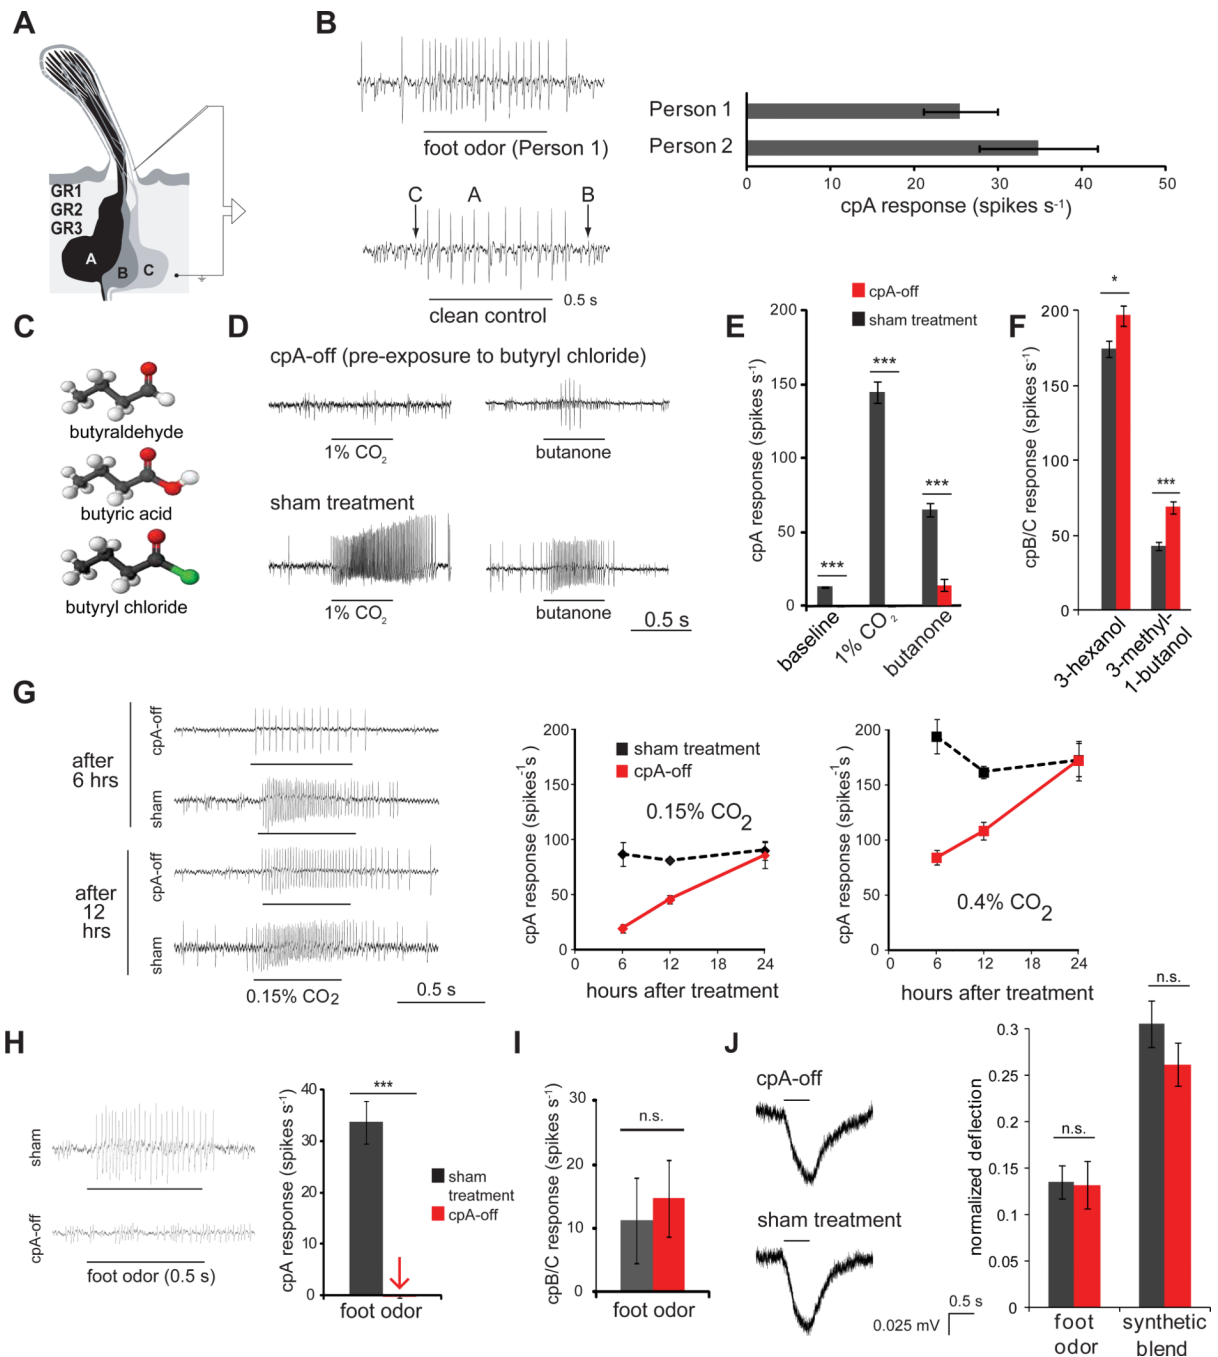 A
GR1
GR2
GR3
A
B
C
B
foot odor (Person 1)
C
A
B
0.5 s
clean control
Person 1
Person 2
0
10
20
30
40
50
cpA response (spikes s⁻¹)
C
butyraldehyde
butyric acid
butyryl chloride
D
cpA-off (pre-exposure to butyryl chloride)
1% CO₂
butanone
sham treatment
1% CO₂
butanone
0.5 s
E
cpA-off
sham treatment
cpA response (spikes s⁻¹)
200
150
100
50
0
***
***
***
baseline
1% CO₂
butanone
F
cpB/C response (spikes s⁻¹)
200
150
100
50
0
*
***
3-hexanol
3-methyl-
1-butanol
G
after
6 hrs
cpA-off
sham
after
12
hrs
cpA-off
sham
0.15% CO₂
0.5 s
cpA response (spikes⁻¹s)
200
150
100
50
0
sham treatment
cpA-off
0.15% CO₂
0
6
12
24
hours after treatment
cpA response (spikes⁻¹s)
200
150
100
50
0
0.4% CO₂
0
6
12
24
hours after treatment
H
sham
cpA-off
foot odor (0.5 s)
cpA response (spikes s⁻¹)
40
30
20
10
0
***
sham
treatment
cpA-off
foot odor
I
cpB/C response (spikes s⁻¹)
30
20
10
0
n.s.
foot odor
J
cpA-off
sham treatment
0.5 s
0.025 mV
normalized deflection
0.3
0.25
0.2
0.15
0.1
0.05
0
n.s.
n.s.
foot
odor
synthetic
blend